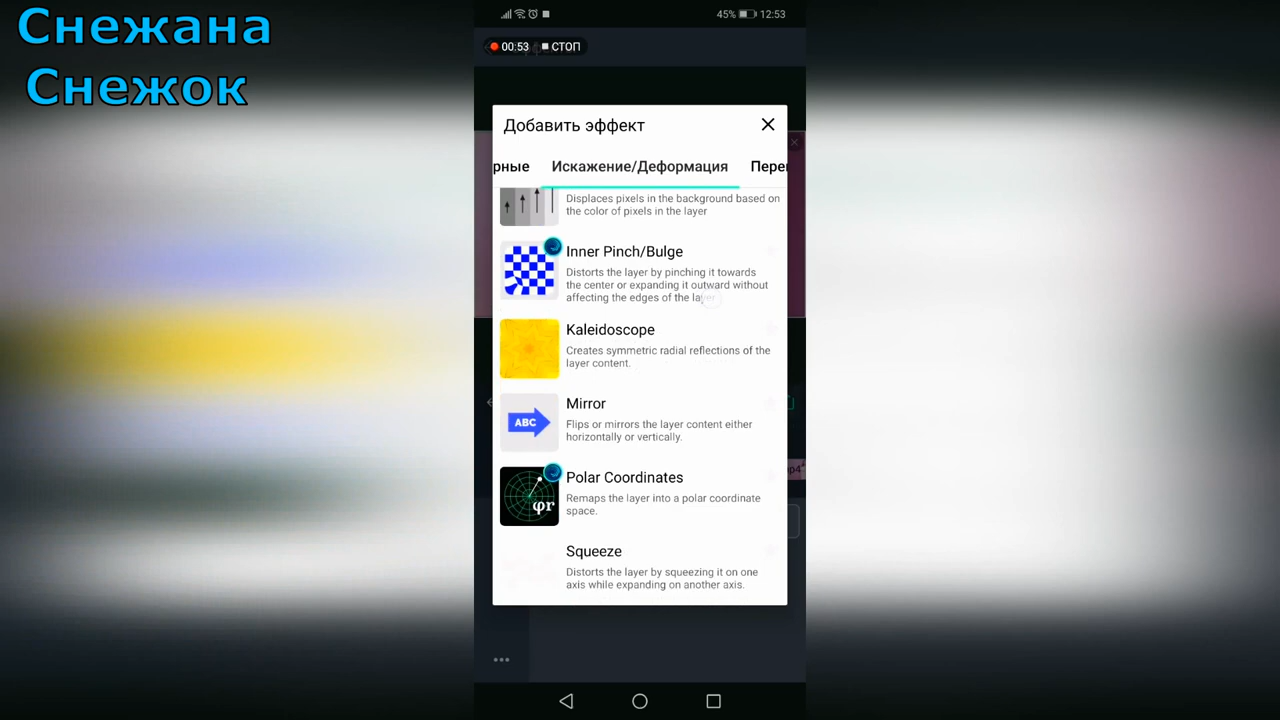 Снежана
Снежок
45% 12:53
00:53 СТОП
Добавить эффект
рные Искажение/Деформация Пере
Displaces pixels in the background based on
the color of pixels in the layer
Inner Pinch/Bulge
Distorts the layer by pinching it towards
the center or expanding it outward without
affecting the edges of the layer
Kaleidoscope
Creates symmetric radial reflections of the
layer content.
Mirror
ABC
Flips or mirrors the layer content either
horizontally or vertically.
Polar Coordinates
φr
Remaps the layer into a polar coordinate
space.
Squeeze
Distorts the layer by squeezing it on one
axis while expanding on another axis.